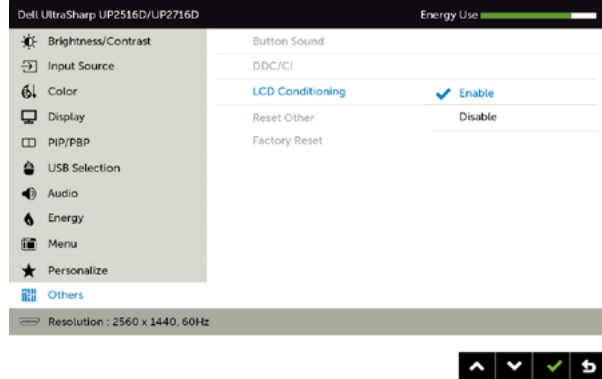 Dell UltraSharp UP2516D/UP2716D Energy Use
Brightness/Contrast Button Sound
Input Source DDC/CI
Color LCD Conditioning Enable
Display Reset Other Disable
PIP/PBP Factory Reset
USB Selection
Audio
Energy
Menu
Personalize
Others
Resolution : 2560 x 1440, 60Hz